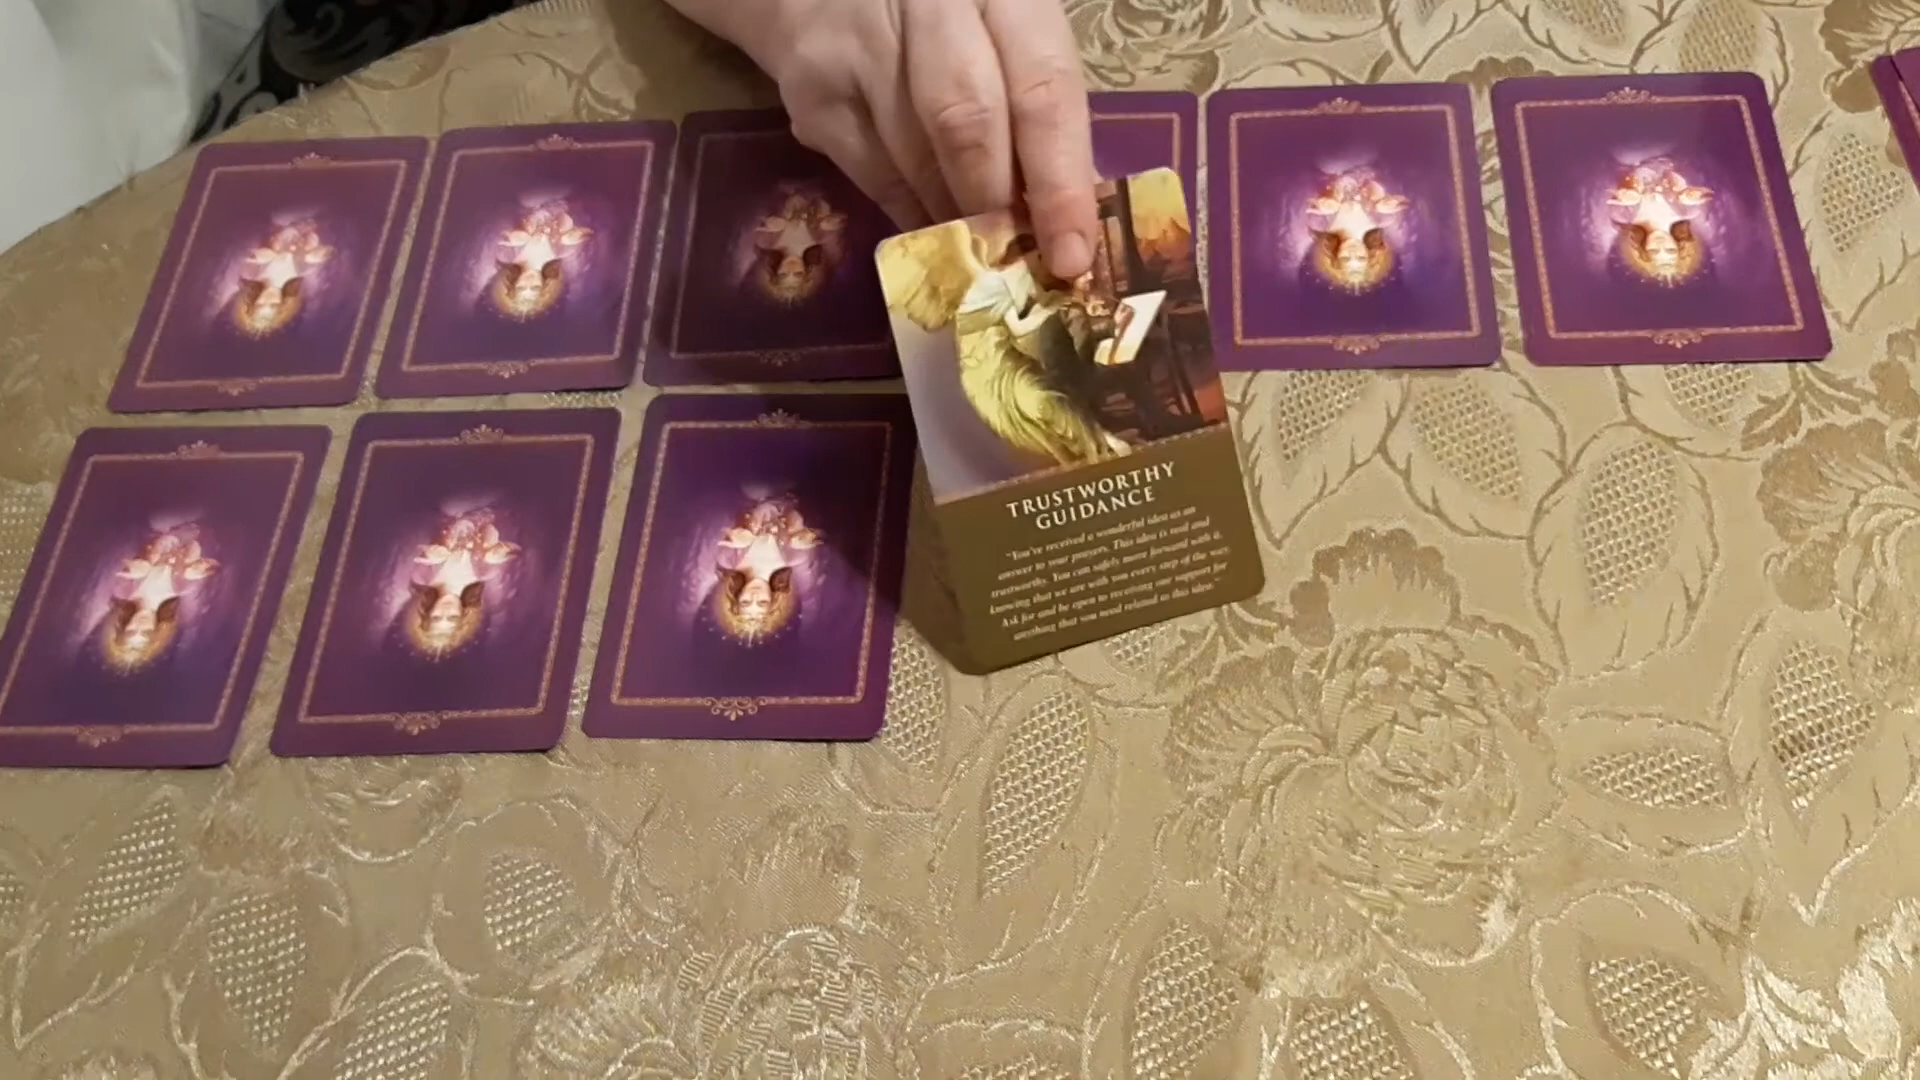 TRUSTWORTHY
GUIDANCE
"You've received a wonderful idea as an
answer to your prayers. This idea is real and
trustworthy. You can safely move forward with it,
knowing that we are with you every step of the way.
Ask for and be open to receiving our support for
anything that you need related to this idea."